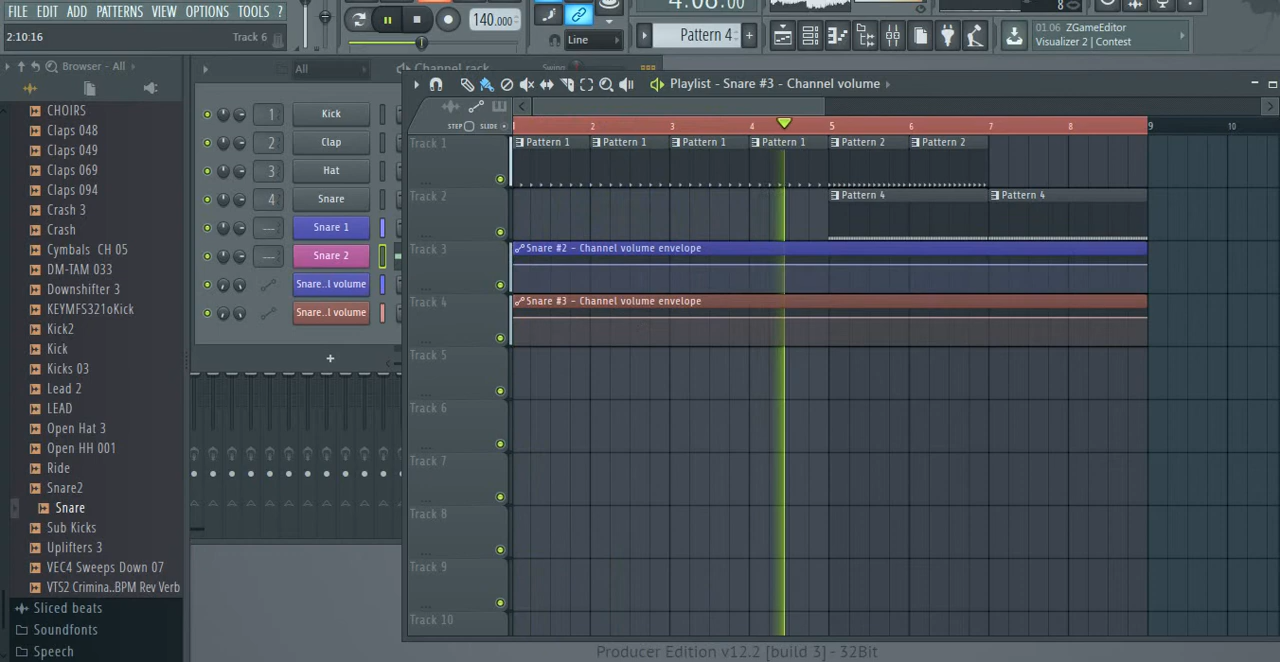 FILE EDIT ADD PATTERNS VIEW OPTIONS TOOLS ?
2:10:16
Track 6
140.000
Line
Pattern 4
+
01.06 ZGameEditor
Visualizer 2 | Contest
Browser - All
All
Channel rack
Swing
CHOIRS
Claps 048
Claps 049
Claps 069
Claps 094
Crash 3
Crash
Cymbals CH 05
DM-TAM 033
Downshifter 3
KEYMFS321oKick
Kick2
Kick
Kicks 03
Lead 2
LEAD
Open Hat 3
Open HH 001
Ride
Snare2
Snare
Sub Kicks
Uplifters 3
VEC4 Sweeps Down 07
VTS2 Crimina..BPM Rev Verb
Sliced beats
Soundfonts
Speech
1 Kick
2 Clap
3 Hat
4 Snare
--- Snare 1
--- Snare 2
Snare..l volume
Snare..l volume
+
Playlist - Snare #3 - Channel volume
STEP SLIDE
1 2 3 4 5 6 7 8 9 10
Track 1
Pattern 1 Pattern 1 Pattern 1 Pattern 1 Pattern 2 Pattern 2
Track 2
Pattern 4 Pattern 4
Track 3
Snare #2 - Channel volume envelope
Track 4
Snare #3 - Channel volume envelope
Track 5
Track 6
Track 7
Track 8
Track 9
Track 10
Producer Edition v12.2 [build 3] - 32Bit